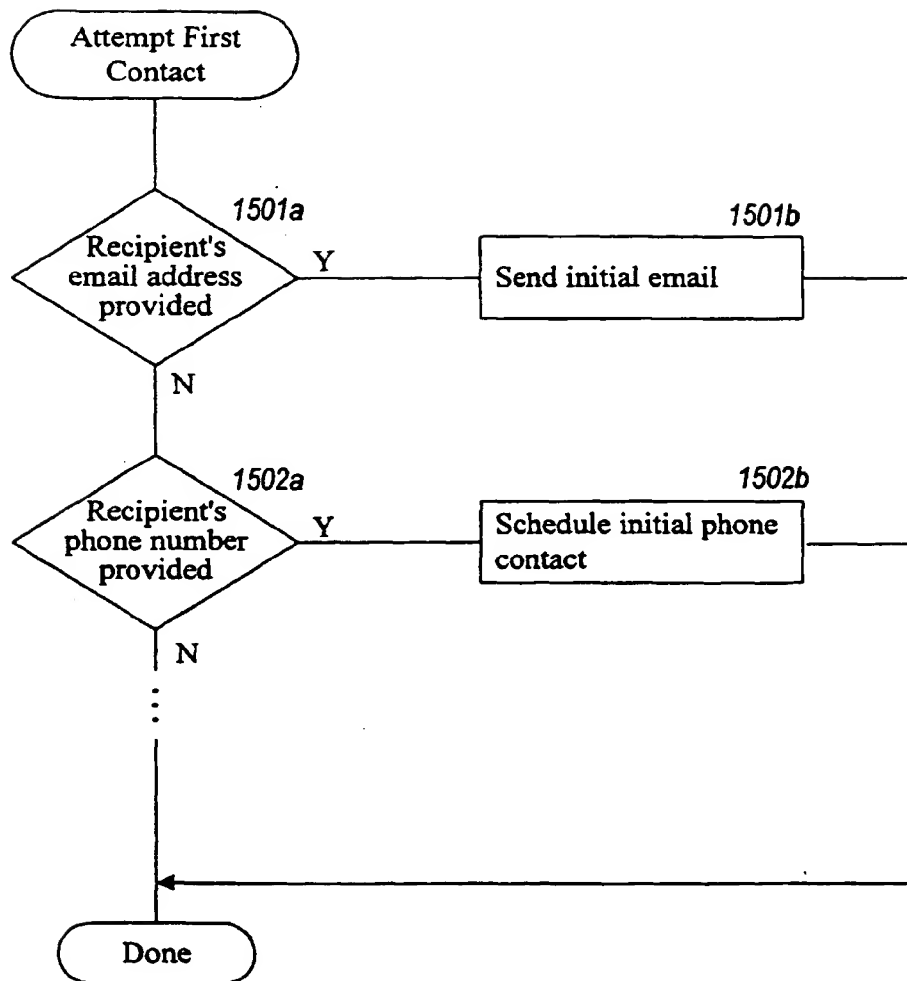 Attempt First
Contact
1501a
Recipient's
email address
provided
Y
1501b
Send initial email
N
1502a
Recipient's
phone number
provided
Y
1502b
Schedule initial phone
contact
N
Done